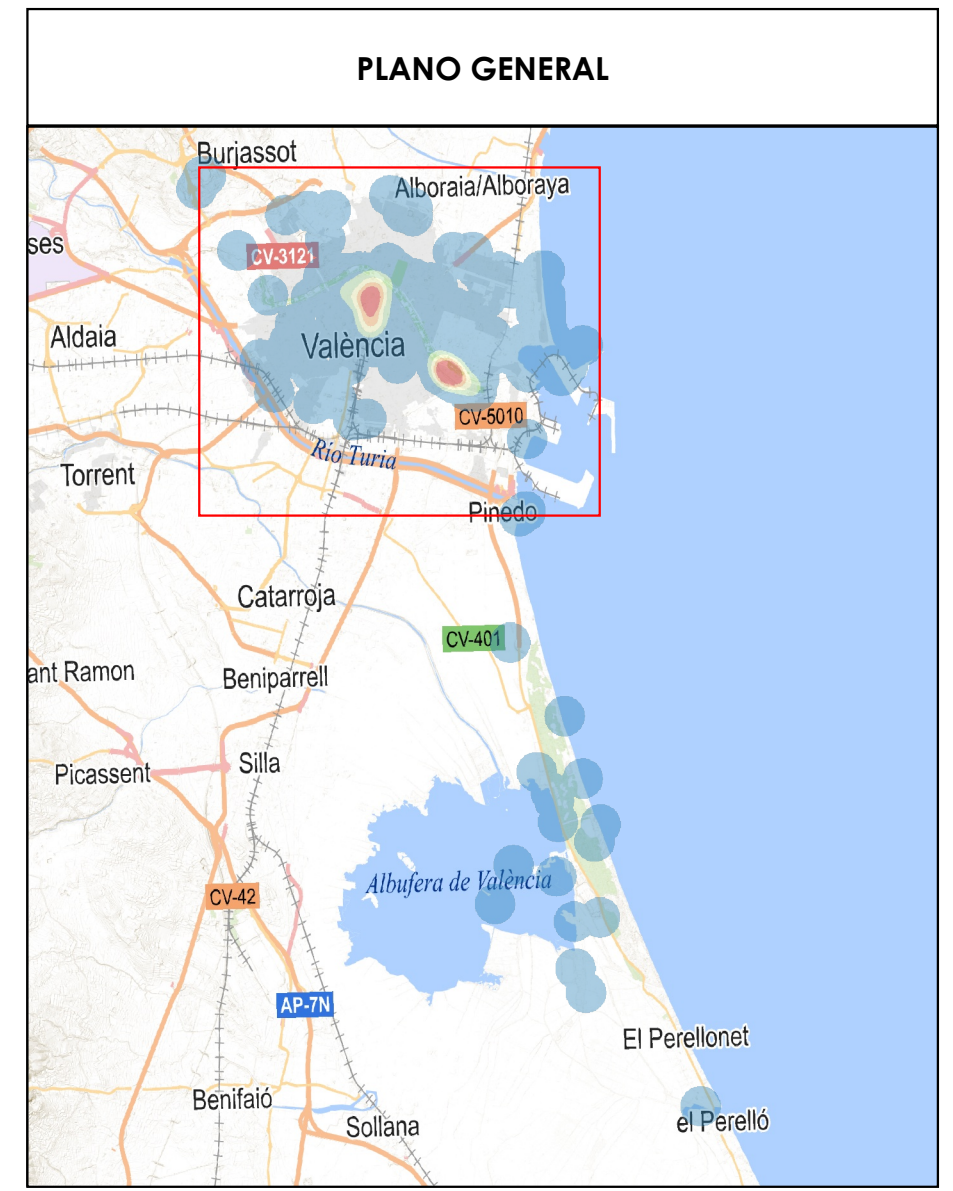 PLANO GENERAL
Burjassot
Alboraia/Alboraya
ses
CV-3121
Aldaia
València
CV-5010
Río Turia
Torrent
Pinedo
Catarroja
CV-401
ant Ramon
Beniparrell
Picassent
Silla
Albufera de València
CV-42
AP-7N
El Perellonet
Benifaió
Sollana
el Perelló